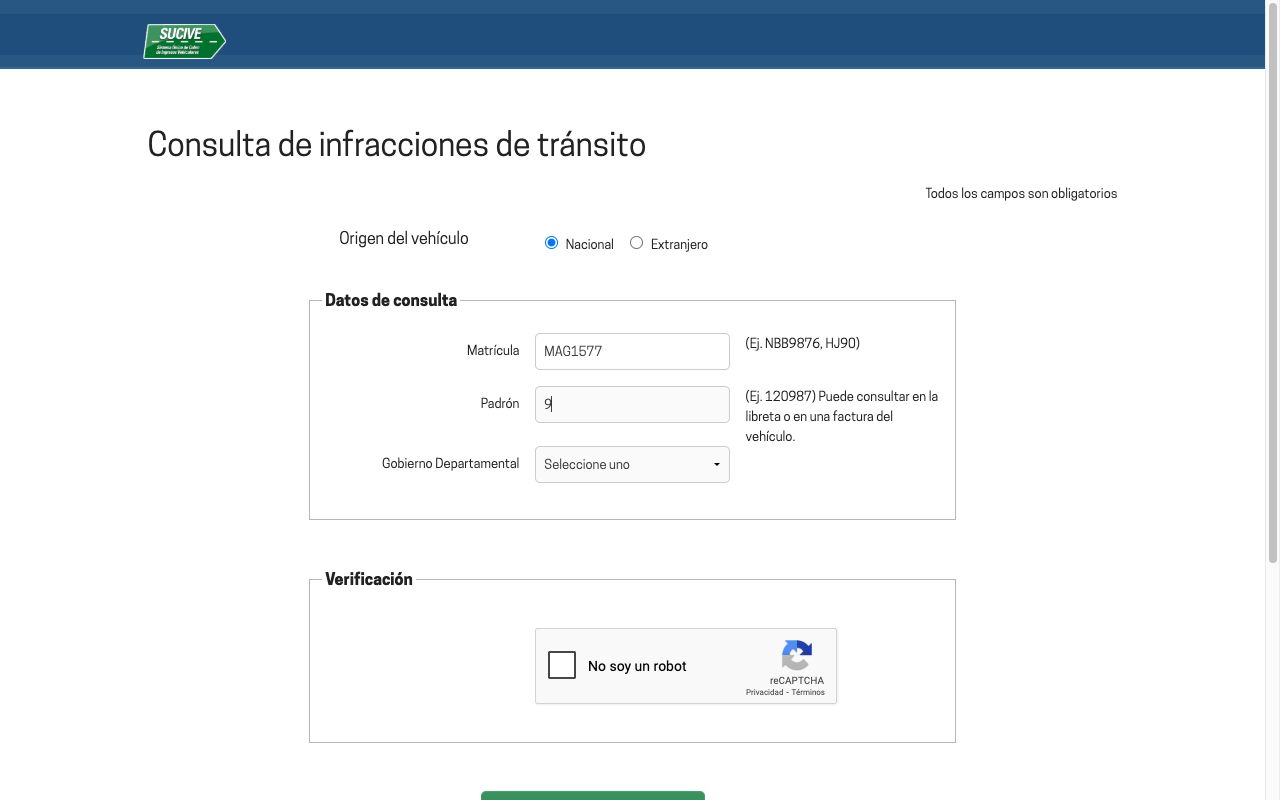 SUCIVE
Sistema Único de Cobro
de Ingresos Vehiculares
Consulta de infracciones de tránsito
Todos los campos son obligatorios
Origen del vehículo
Nacional
Extranjero
Datos de consulta
Matrícula
MAG1577
(Ej. NBB9876, HJ90)
Padrón
9
(Ej. 120987) Puede consultar en la
libreta o en una factura del
vehículo.
Gobierno Departamental
Seleccione uno
Verificación
No soy un robot
reCAPTCHA
Privacidad - Términos